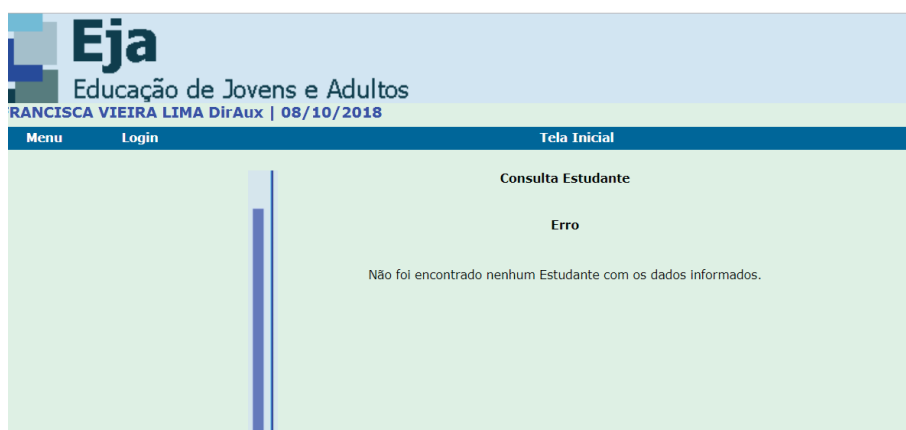 Eja
Educação de Jovens e Adultos
FRANCISCA VIEIRA LIMA DirAux | 08/10/2018
Menu Login Tela Inicial
Consulta Estudante
Erro
Não foi encontrado nenhum Estudante com os dados informados.